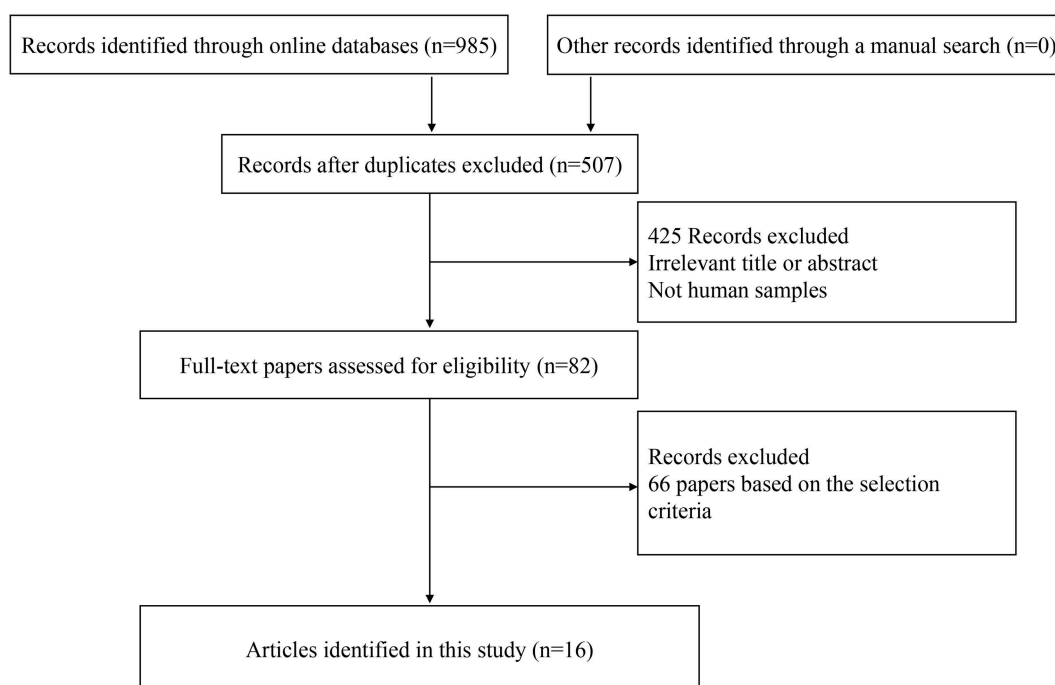 Records identified through online databases (n=985)
Other records identified through a manual search (n=0)
Records after duplicates excluded (n=507)
425 Records excluded
Irrelevant title or abstract
Not human samples
Full-text papers assessed for eligibility (n=82)
Records excluded
66 papers based on the selection
criteria
Articles identified in this study (n=16)